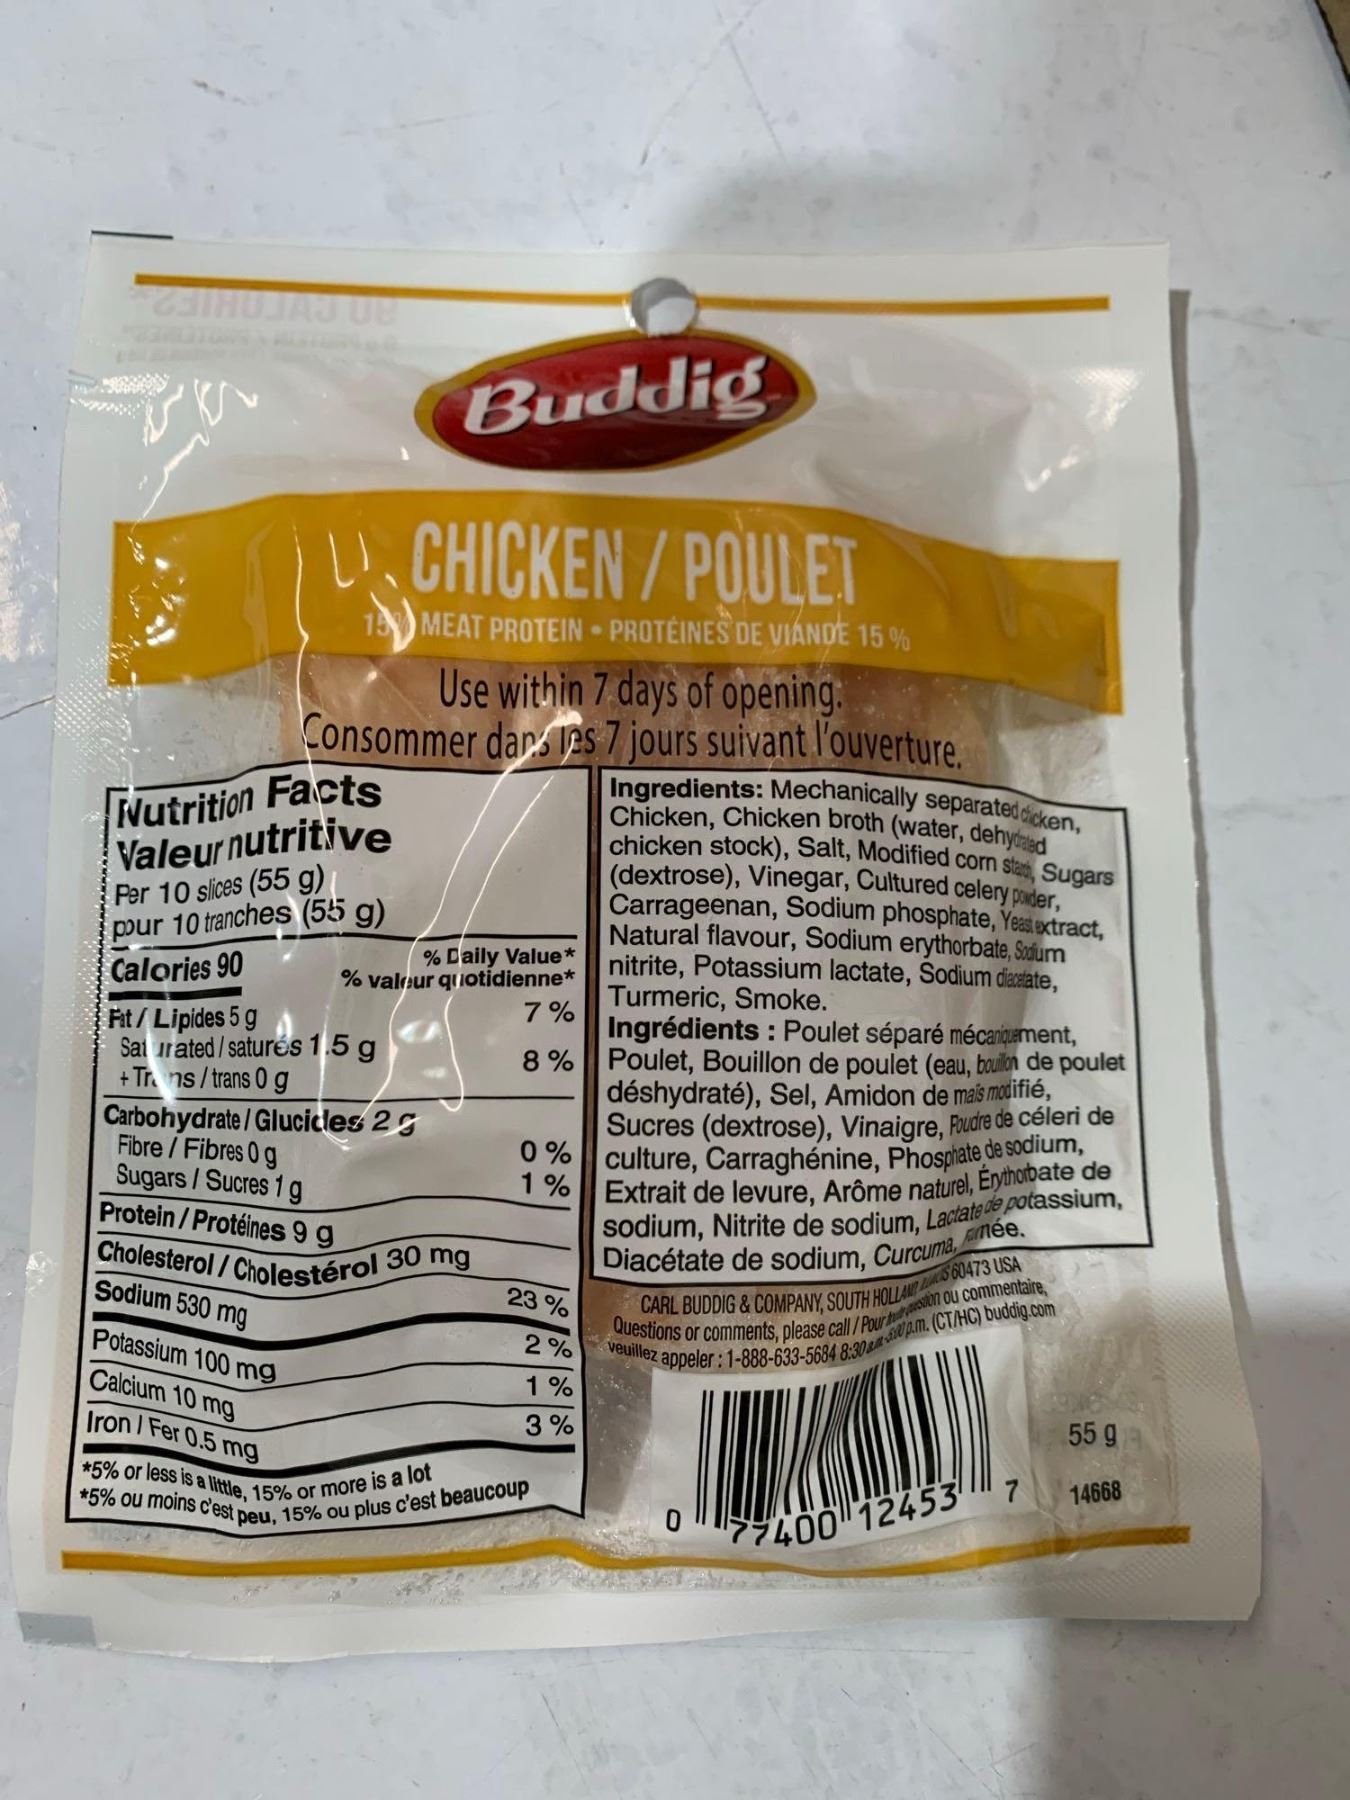 Buddig
CHICKEN / POULET
15% MEAT PROTEIN • PROTÉINES DE VIANDE 15 %
Use within 7 days of opening.
Consommer dans les 7 jours suivant l'ouverture.
Nutrition Facts
Valeur nutritive
Per 10 slices (55 g)
pour 10 tranches (55 g)
Calories 90
% Daily Value*
% valeur quotidienne*
Fat / Lipides 5 g 7 %
Saturated / saturés 1.5 g
+ Trans / trans 0 g 8 %
Carbohydrate / Glucides 2 g
Fibre / Fibres 0 g 0 %
Sugars / Sucres 1 g 1 %
Protein / Protéines 9 g
Cholesterol / Cholestérol 30 mg
Sodium 530 mg 23 %
Potassium 100 mg 2 %
Calcium 10 mg 1 %
Iron / Fer 0.5 mg 3 %
*5% or less is a little, 15% or more is a lot
*5% ou moins c'est peu, 15% ou plus c'est beaucoup
Ingredients: Mechanically separated chicken,
Chicken, Chicken broth (water, dehydrated
chicken stock), Salt, Modified corn starch, Sugars
(dextrose), Vinegar, Cultured celery powder,
Carrageenan, Sodium phosphate, Yeast extract,
Natural flavour, Sodium erythorbate, Sodium
nitrite, Potassium lactate, Sodium diacetate,
Turmeric, Smoke.
Ingrédients : Poulet séparé mécaniquement,
Poulet, Bouillon de poulet (eau, bouillon de poulet
déshydraté), Sel, Amidon de maïs modifié,
Sucres (dextrose), Vinaigre, Poudre de céleri de
culture, Carraghénine, Phosphate de sodium,
Extrait de levure, Arôme naturel, Érythorbate de
sodium, Nitrite de sodium, Lactate de potassium,
Diacétate de sodium, Curcuma, Fumée.
CARL BUDDIG & COMPANY, SOUTH HOLLAND, ILLINOIS 60473 USA
Questions or comments, please call / Pour toute question ou commentaire,
veuillez appeler : 1-888-633-5684 8:30 a.m.-5:00 p.m. (CT/HC) buddig.com
0 77400 12453 7
55 g
14668